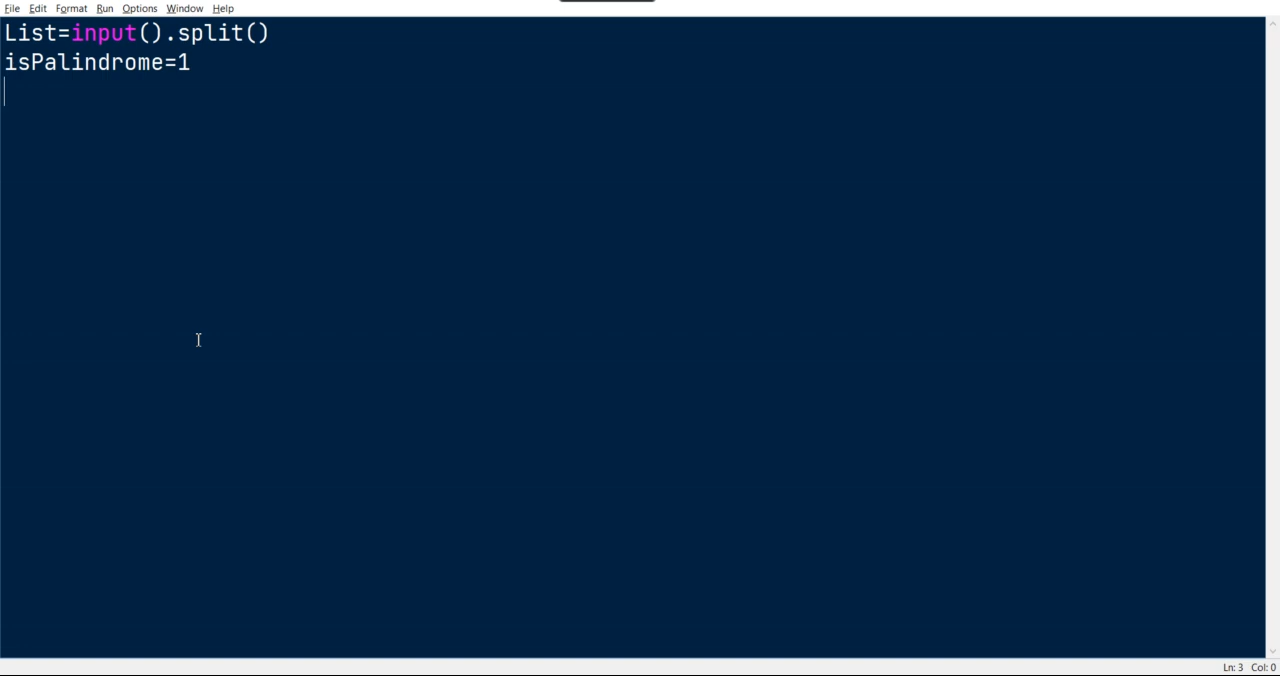 File Edit Format Run Options Window Help
List=input().split()
isPalindrome=1
Ln: 3 Col: 0